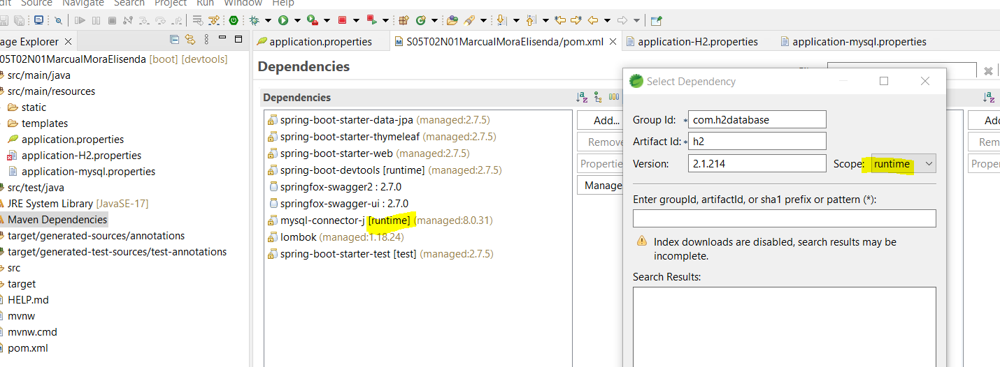 dit Source Navigate Search Project Run Window Help
age Explorer
application.properties
S05T02N01MarcualMoraElisenda/pom.xml
application-H2.properties
application-mysql.properties
05T02N01MarcualMoraElisenda [boot] [devtools]
src/main/java
src/main/resources
static
templates
application.properties
application-H2.properties
application-mysql.properties
src/test/java
JRE System Library [JavaSE-17]
Maven Dependencies
target/generated-sources/annotations
target/generated-test-sources/test-annotations
src
target
HELP.md
mvnw
mvnw.cmd
pom.xml
Dependencies
Dependencies
spring-boot-starter-data-jpa (managed:2.7.5)
spring-boot-starter-thymeleaf (managed:2.7.5)
spring-boot-starter-web (managed:2.7.5)
spring-boot-devtools [runtime] (managed:2.7.5)
springfox-swagger2 : 2.7.0
springfox-swagger-ui : 2.7.0
mysql-connector-j [runtime] (managed:8.0.31)
lombok (managed:1.18.24)
spring-boot-starter-test [test] (managed:2.7.5)
Add...
Remove
Propertie
Manage
Select Dependency
Group Id: * com.h2database
Artifact Id: * h2
Version: 2.1.214 Scope: runtime
Enter groupId, artifactId, or sha1 prefix or pattern (*):
Index downloads are disabled, search results may be
incomplete.
Search Results:
Ad
Rem
Proper